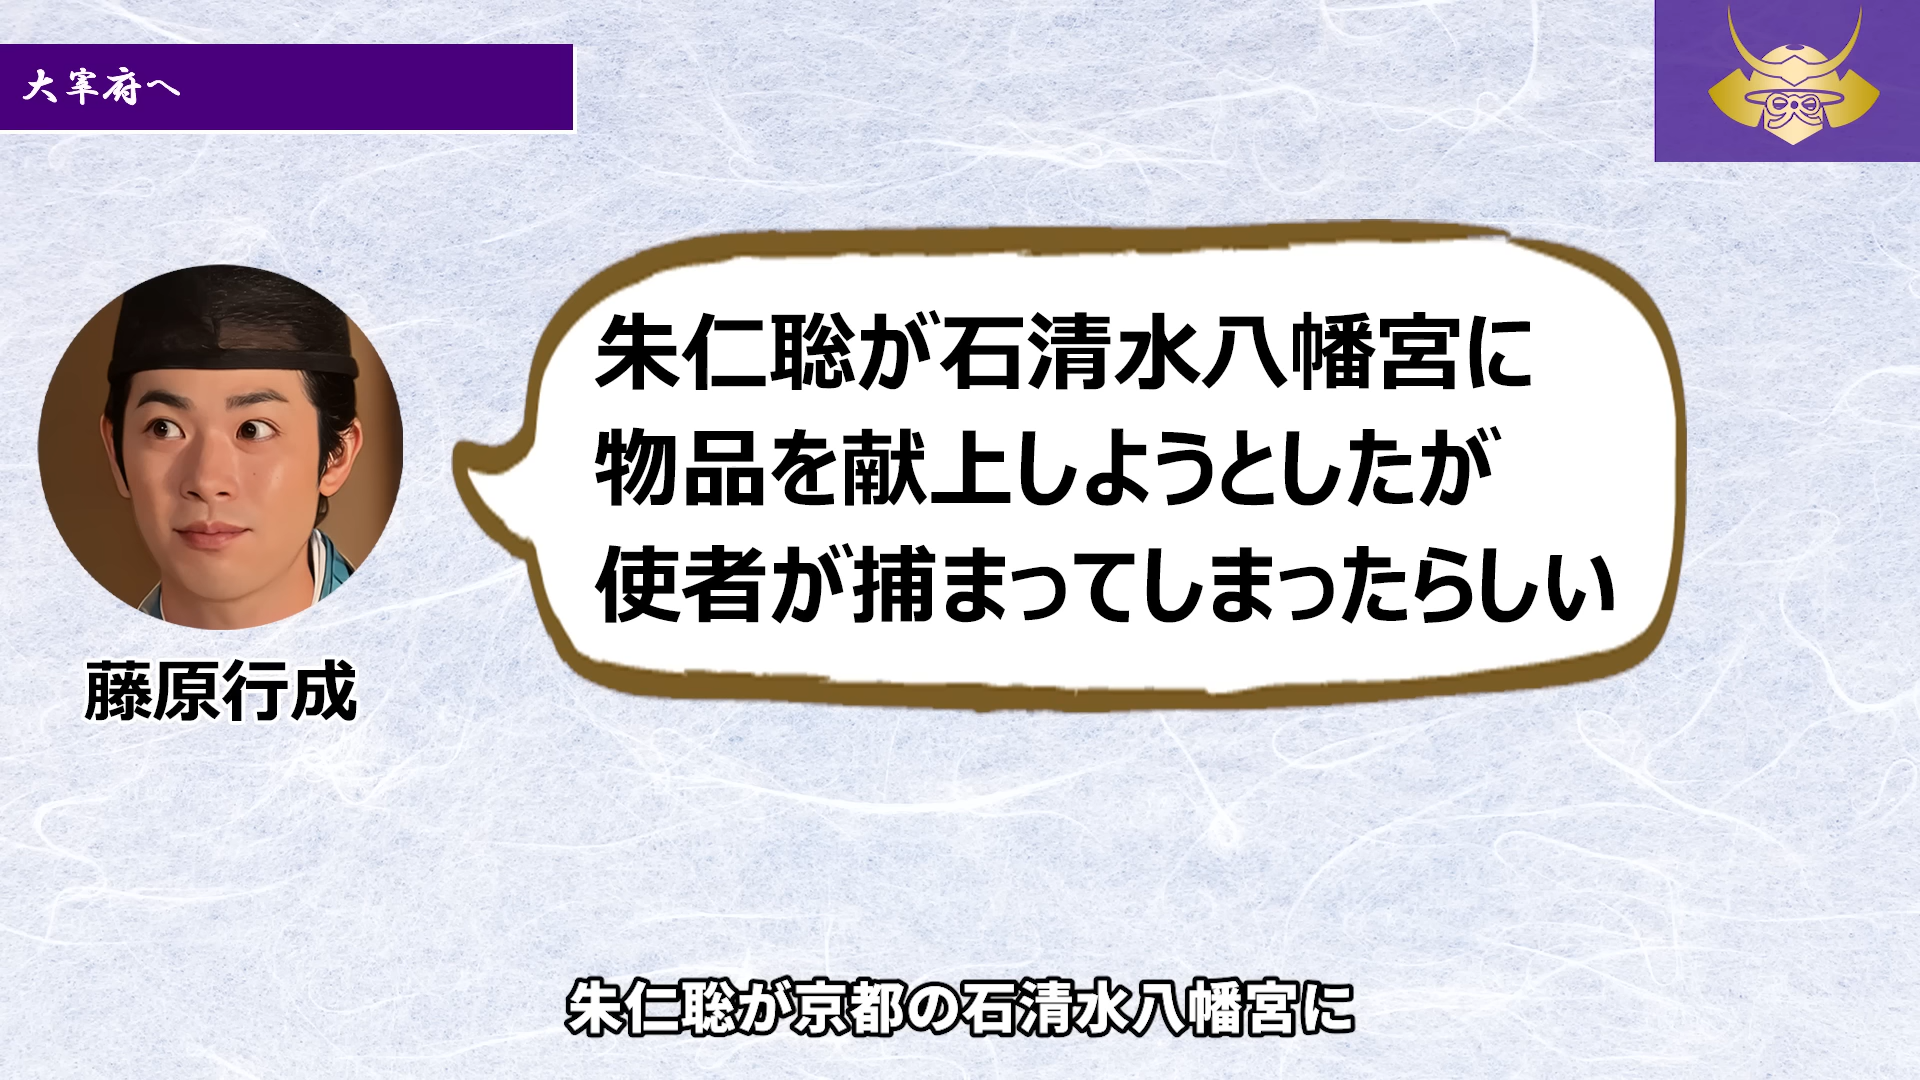 大宰府へ
朱仁聡が石清水八幡宮に
物品を献上しようとしたが
使者が捕まってしまったらしい
藤原行成
朱仁聡が京都の石清水八幡宮に